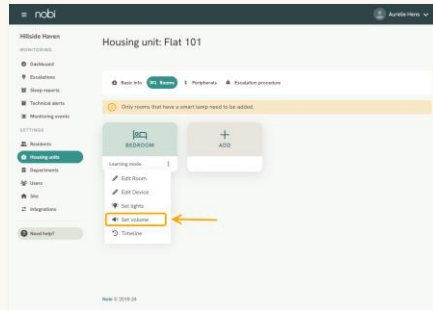 ≡ nobi
Aurelie Hens
Hillside Haven
MONITORING
Dashboard
Escalations
Sleep reports
Technical alerts
Monitoring events
SETTINGS
Residents
Housing units
Departments
Users
Site
Integrations
Need help?
Housing unit: Flat 101
Basic info
Rooms
Peripherals
Escalation procedure
Only rooms that have a smart lamp need to be added.
BEDROOM
ADD
Learning mode
Edit Room
Edit Device
Set lights
Set volume
Timeline
Nobi © 2018-24